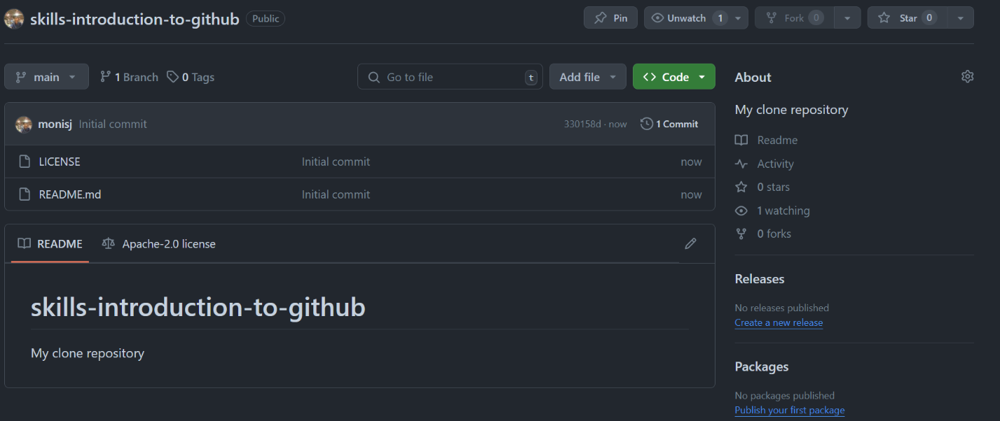 skills-introduction-to-github Public Pin Unwatch 1 Fork 0 Star 0
main 1 Branch 0 Tags Go to file t Add file Code
monisj Initial commit 330158d · now 1 Commit
LICENSE Initial commit now
README.md Initial commit now
README Apache-2.0 license
skills-introduction-to-github
My clone repository
About
My clone repository
Readme
Activity
0 stars
1 watching
0 forks
Releases
No releases published
Create a new release
Packages
No packages published
Publish your first package